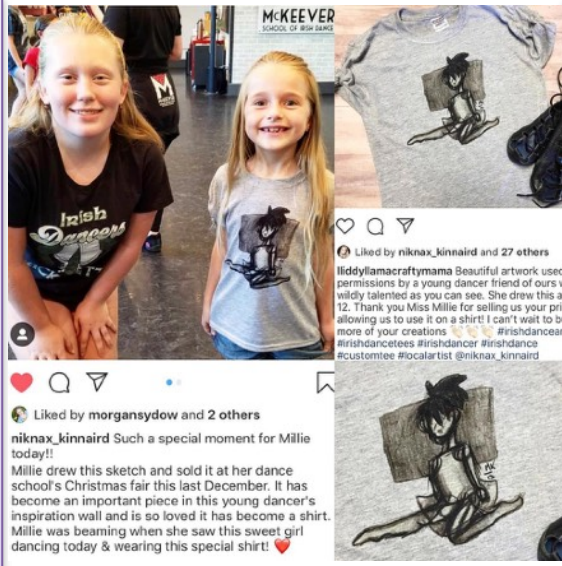 McKEEVER
SCHOOL OF IRISH DANCE
M
Irish
Dancers
Liked by morgansydow and 2 others
niknax_kinnaird Such a special moment for Millie
today!!
Millie drew this sketch and sold it at her dance
school's Christmas fair this last December. It has
become an important piece in this young dancer's
inspiration wall and is so loved it has become a shirt.
Millie was beaming when she saw this sweet girl
dancing today & wearing this special shirt! ❤️
Liked by niknax_kinnaird and 27 others
lliddyllamacraftymama Beautiful artwork used
permissions by a young dancer friend of ours w
wildly talented as you can see. She drew this a
12. Thank you Miss Millie for selling us your pri
allowing us to use it on a shirt! I can't wait to b
more of your creations 👏🏻👏🏻👏🏻 #irishdancear
#irishdancetees #irishdancer #irishdance
#customtee #localartist @niknax_kinnaird